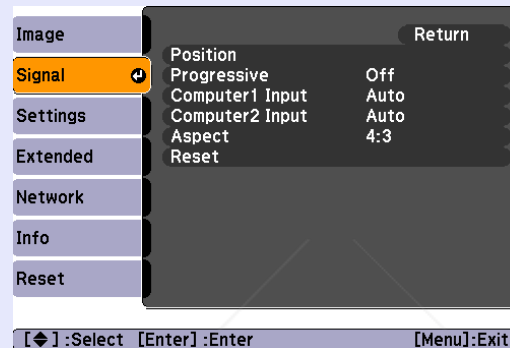 Image
Signal
Settings
Extended
Network
Info
Reset
Return
Position
Progressive Off
Computer1 Input Auto
Computer2 Input Auto
Aspect 4:3
Reset
[◆] :Select [Enter] :Enter [Menu]:Exit